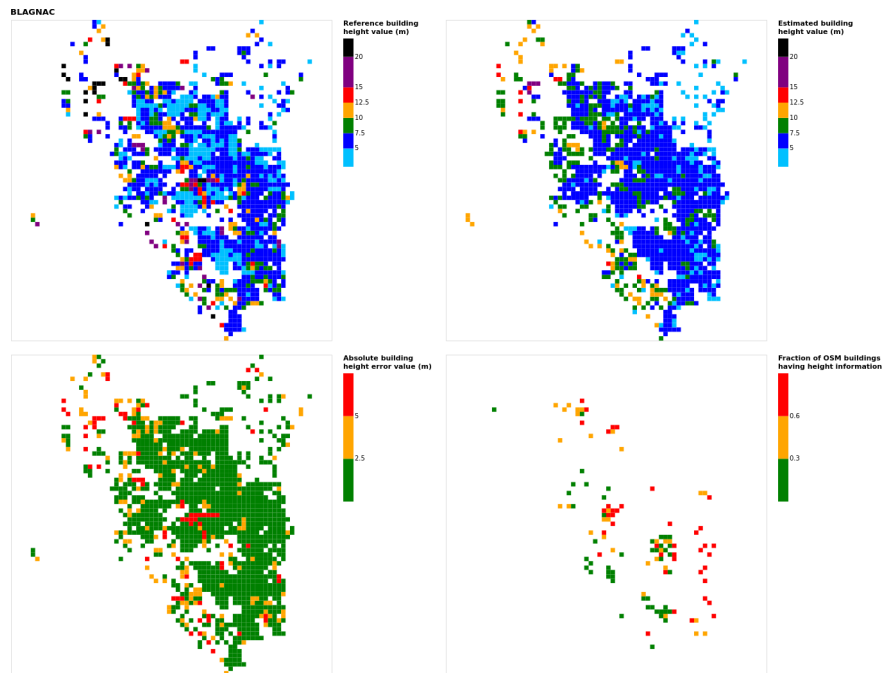 BLAGNAC
Reference building
height value (m)
20
15
12.5
10
7.5
5
Estimated building
height value (m)
20
15
12.5
10
7.5
5
Absolute building
height error value (m)
5
2.5
Fraction of OSM buildings
having height information
0.6
0.3